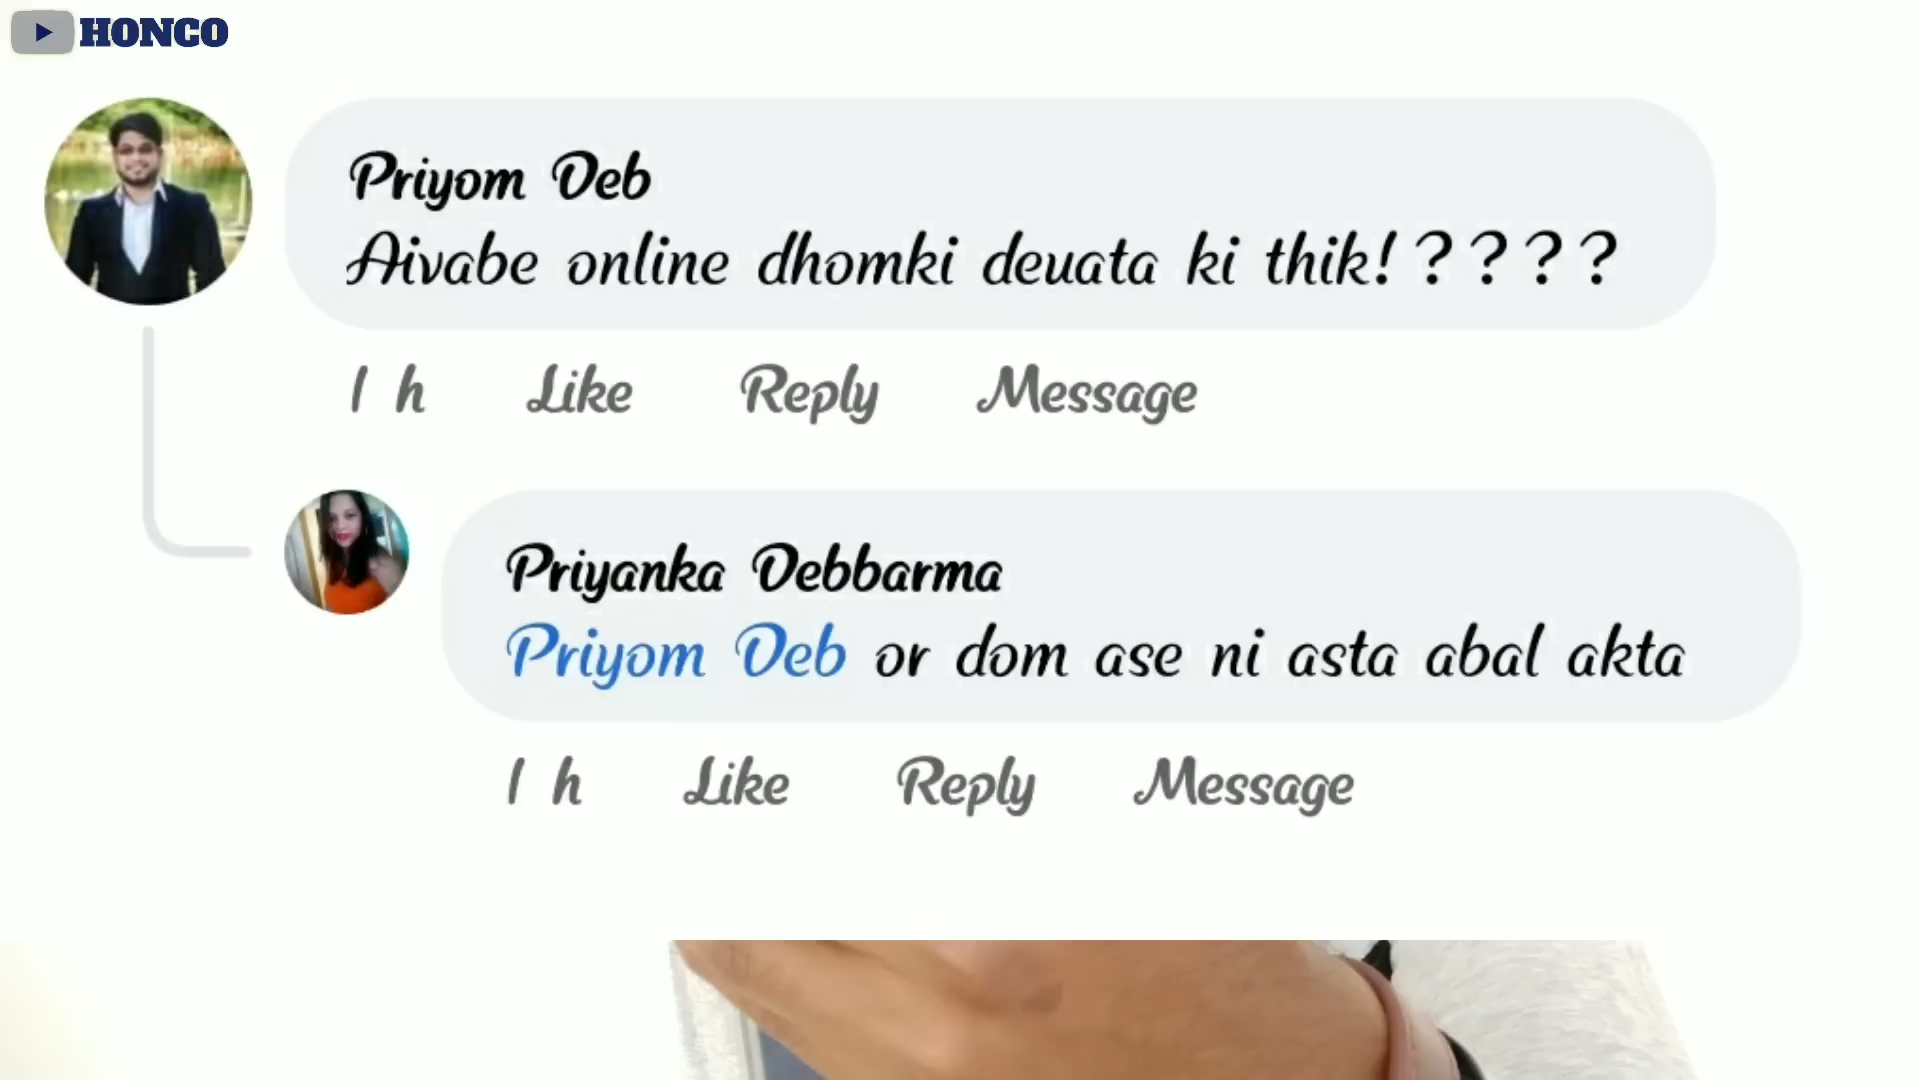 HONCO
Priyom Deb
Aivabe online dhomki deuata ki thik!????
1 h Like Reply Message
Priyanka Debbarma
Priyom Deb or dom ase ni asta abal akta
1 h Like Reply Message